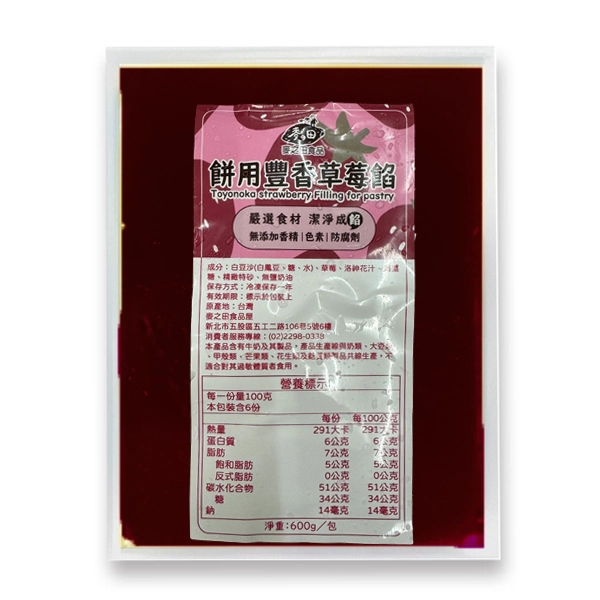 麥田
麥之田食品
餅用豐香草莓餡
Toyonoka strawberry Filling for pastry
嚴選食材 潔淨成餡
無添加香精|色素|防腐劑
成分：白豆沙(白鳳豆、糖、水)、草莓、洛神花汁、
糖、精緻特砂、無鹽奶油
保存方式：冷凍保存一年
有效期限：標示於包裝上
原產地：台灣
麥之田食品屋
新北市五股區五工二路106巷5號6樓
消費者服務專線：(02)2298-0338
本產品含有牛奶及其製品，產品生產線與奶類、大豆
、甲殼類、芒果類、花生類及麩質類製品共線生產，不
適合對其過敏體質者食用。
營養標示
每一份量100克
本包裝含6份
每份 每100公克
熱量 291大卡 291大卡
蛋白質 6公克 6公克
脂肪 7公克 7公克
飽和脂肪 5公克 5公克
反式脂肪 0公克 0公克
碳水化合物 51公克 51公克
糖 34公克 34公克
鈉 14毫克 14毫克
淨重:600g／包